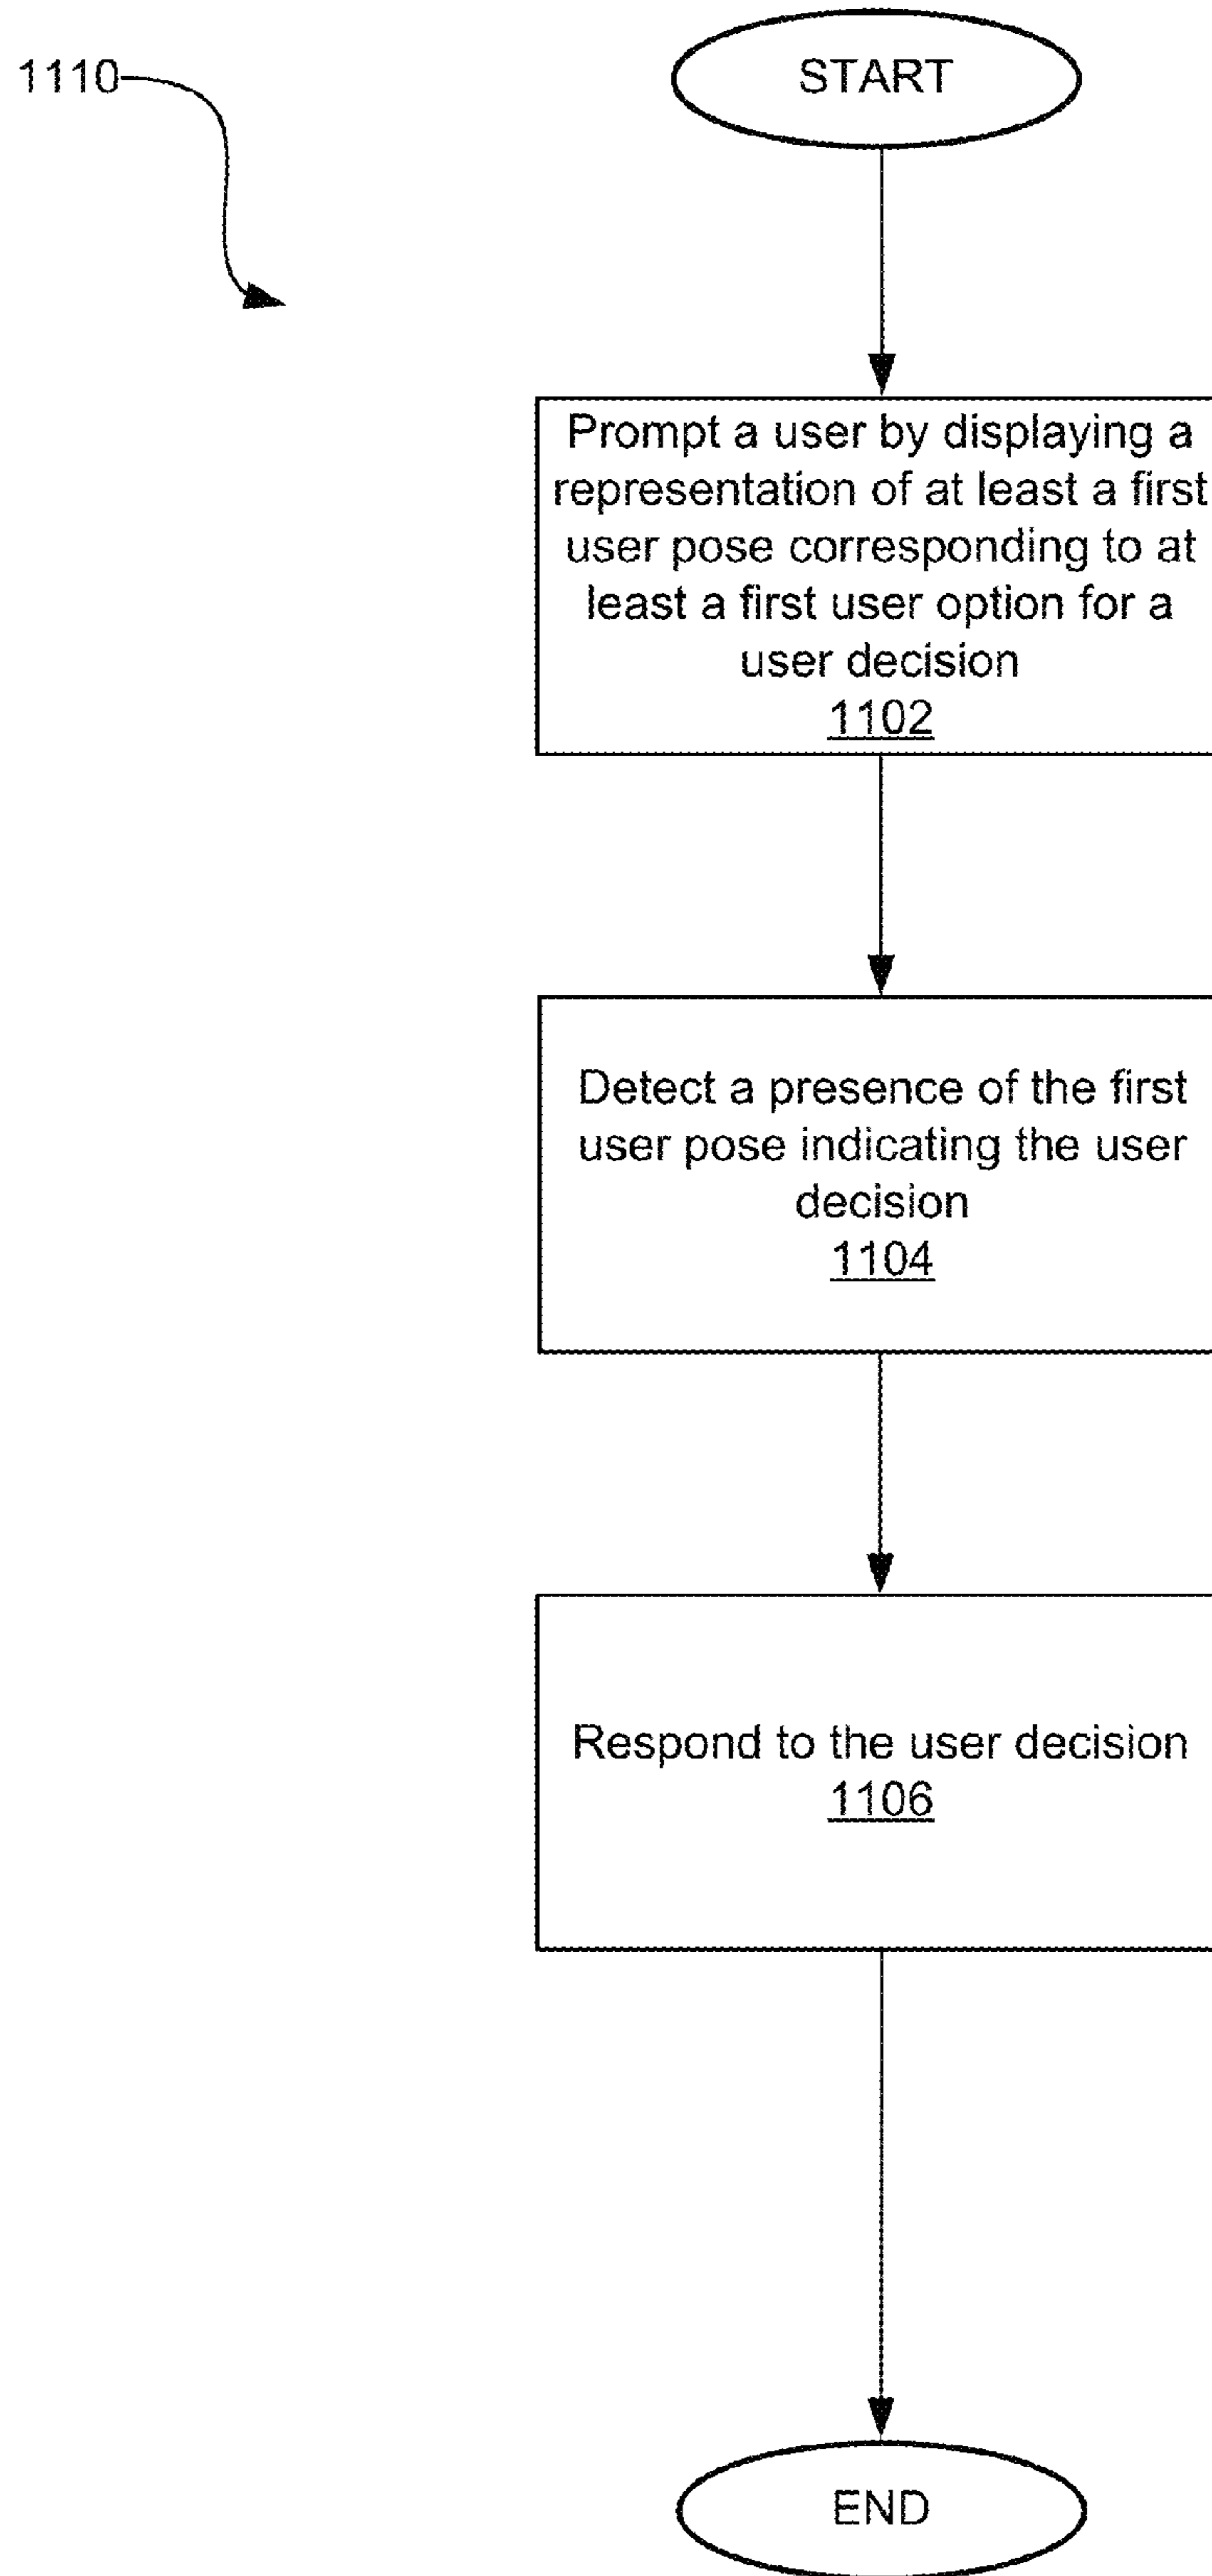 1110
START
Prompt a user by displaying a
representation of at least a first
user pose corresponding to at
least a first user option for a
user decision
1102
Detect a presence of the first
user pose indicating the user
decision
1104
Respond to the user decision
1106
END